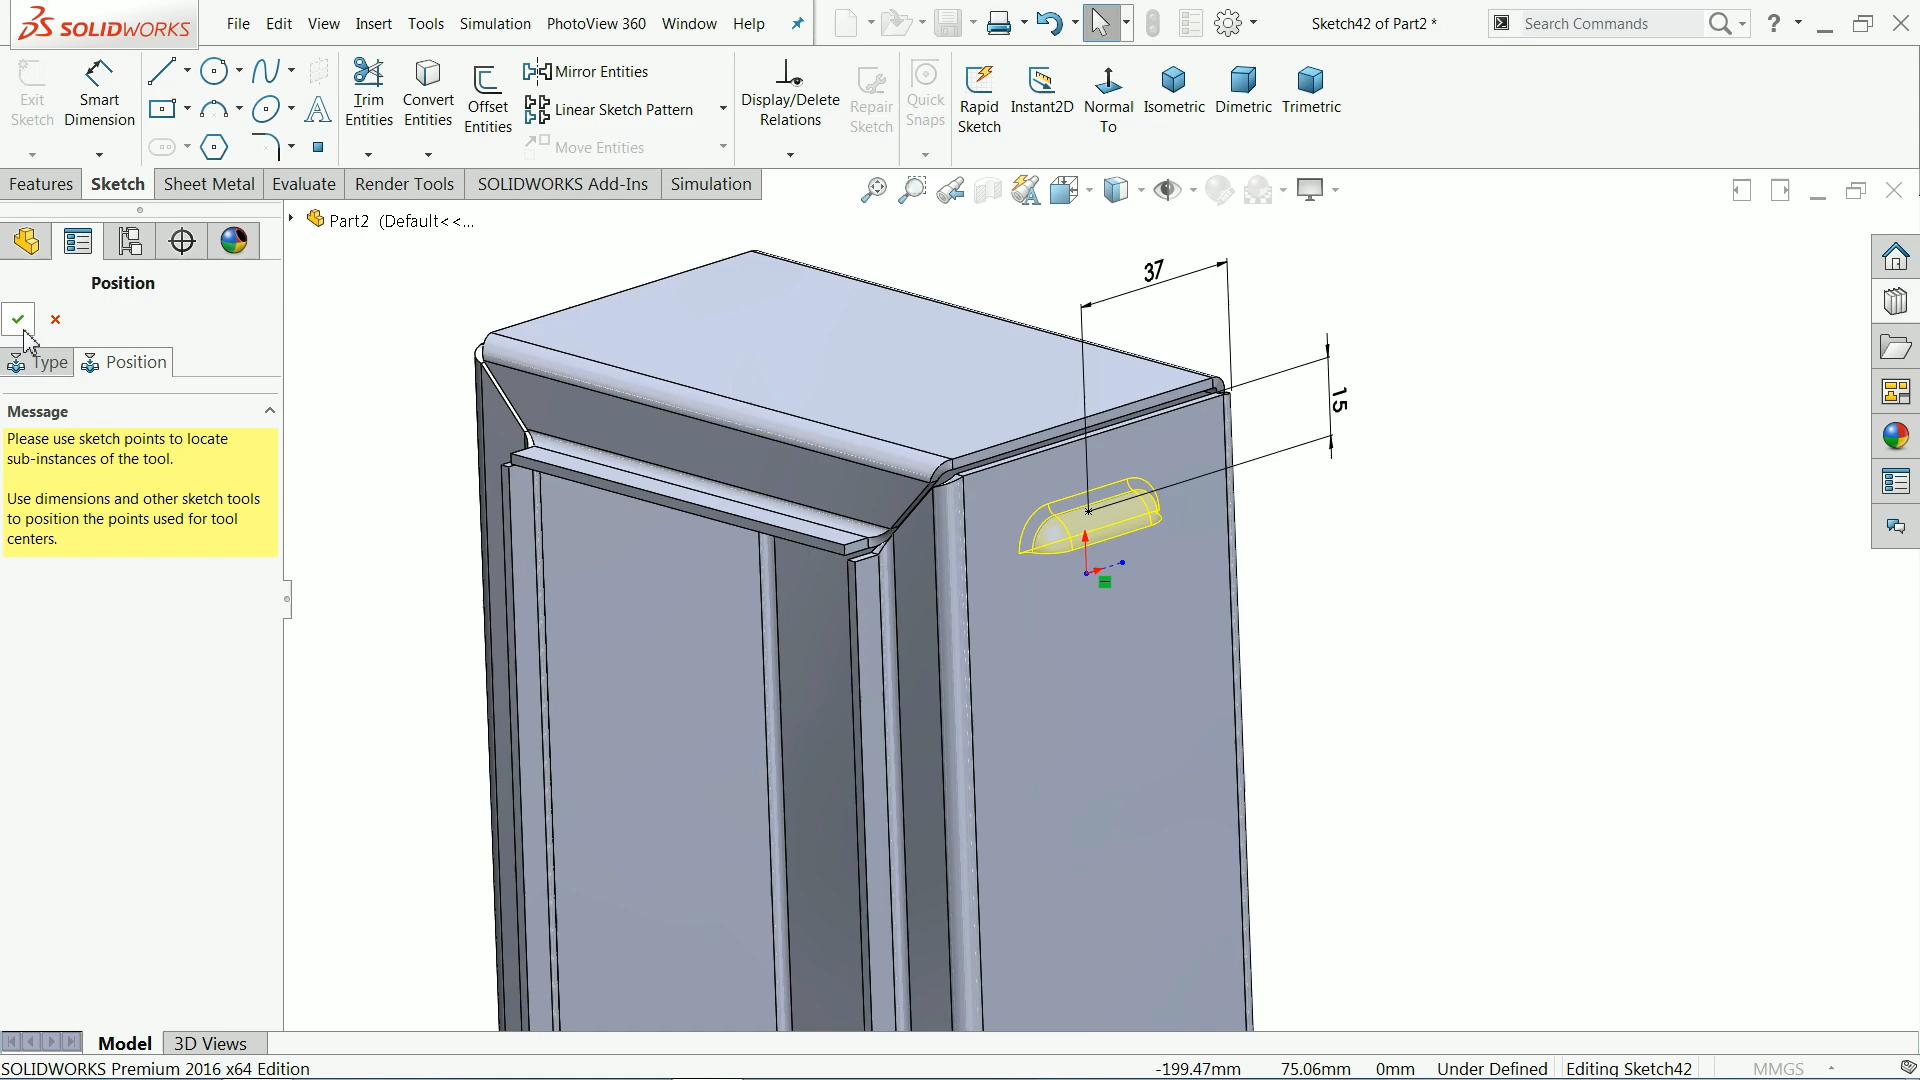 SOLIDWORKS File Edit View Insert Tools Simulation PhotoView 360 Window Help Sketch42 of Part2 * Search Commands
Exit Sketch
Smart Dimension
Trim Entities
Convert Entities
Offset Entities
Mirror Entities
Linear Sketch Pattern
Move Entities
Display/Delete Relations
Repair Sketch
Quick Snaps
Rapid Sketch
Instant2D
Normal To
Isometric
Dimetric
Trimetric
Features Sketch Sheet Metal Evaluate Render Tools SOLIDWORKS Add-Ins Simulation
Part2 (Default<<...
Position
Type Position
Message
Please use sketch points to locate
sub-instances of the tool.
Use dimensions and other sketch tools
to position the points used for tool
centers.
37
15
Model 3D Views
SOLIDWORKS Premium 2016 x64 Edition -199.47mm 75.06mm 0mm Under Defined Editing Sketch42 MMGS